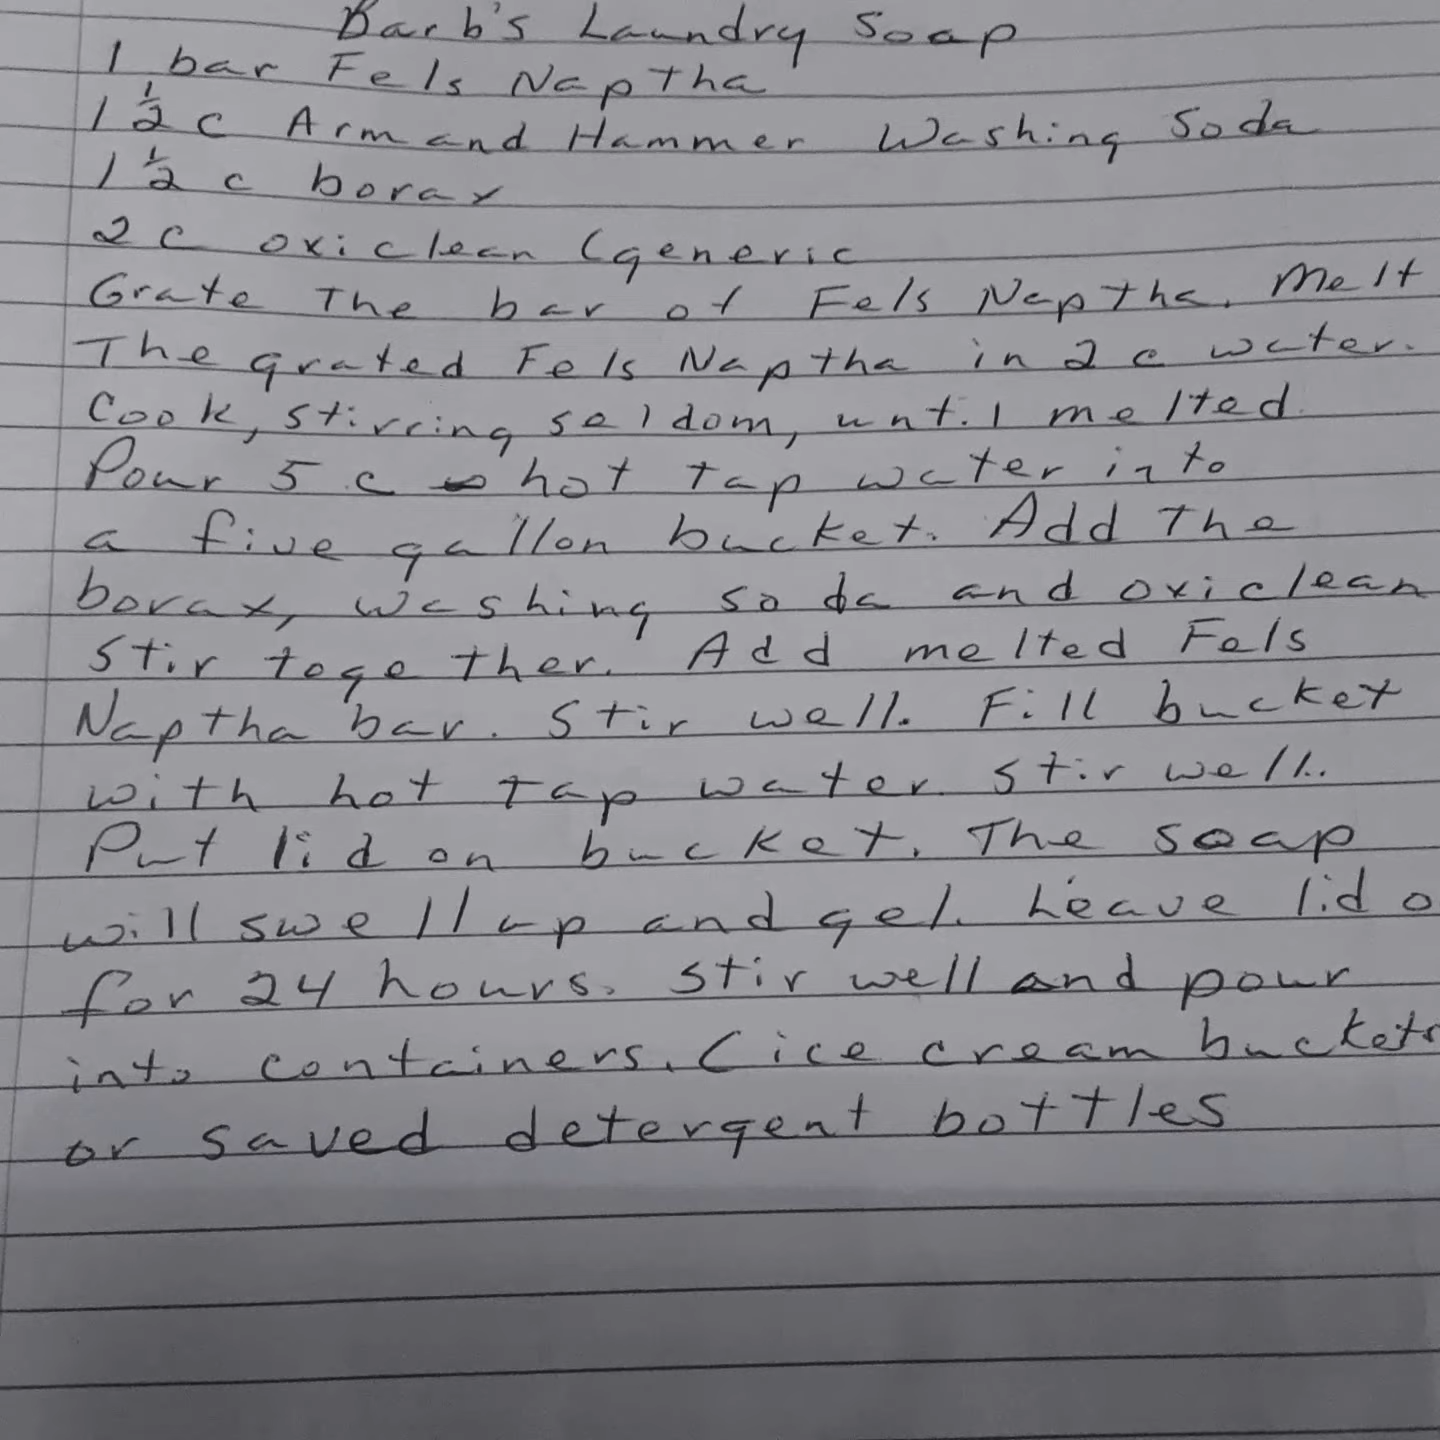 Barb's Laundry Soap
1 bar Fels Naptha
1 1/2 c Arm and Hammer Washing Soda
1 1/2 c borax
2 c oxiclean (generic
Grate The bar of Fels Naptha. Melt
The grated Fels Naptha in 2 c water.
Cook, stirring seldom, until melted.
Pour 5 c hot tap water into
a five gallon bucket. Add The
borax, washing soda and oxiclean
Stir together. Add melted Fels
Naptha bar. Stir well. Fill bucket
with hot tap water. Stir well.
Put lid on bucket. The soap
will swell up and gel. Leave lid o
for 24 hours. Stir well and pour
into containers. (ice cream buckets
or saved detergent bottles